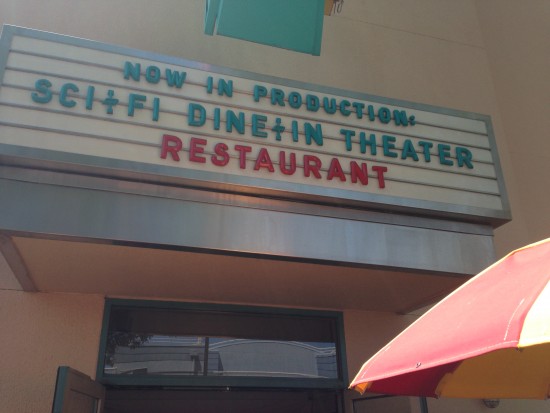 NOW IN PRODUCTION:
SCI-FI DINE-IN THEATER
RESTAURANT